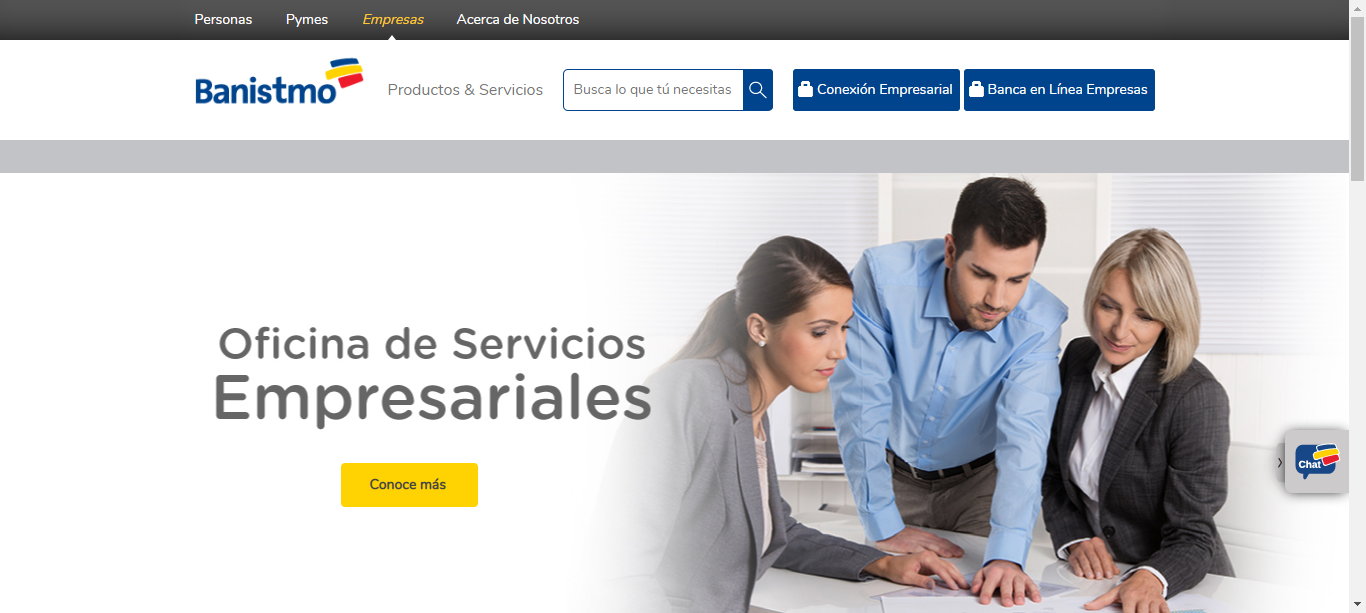 Personas Pymes Empresas Acerca de Nosotros
Banistmo Productos & Servicios Busca lo que tú necesitas Conexión Empresarial Banca en Línea Empresas
Oficina de Servicios
Empresariales
Conoce más
Chat